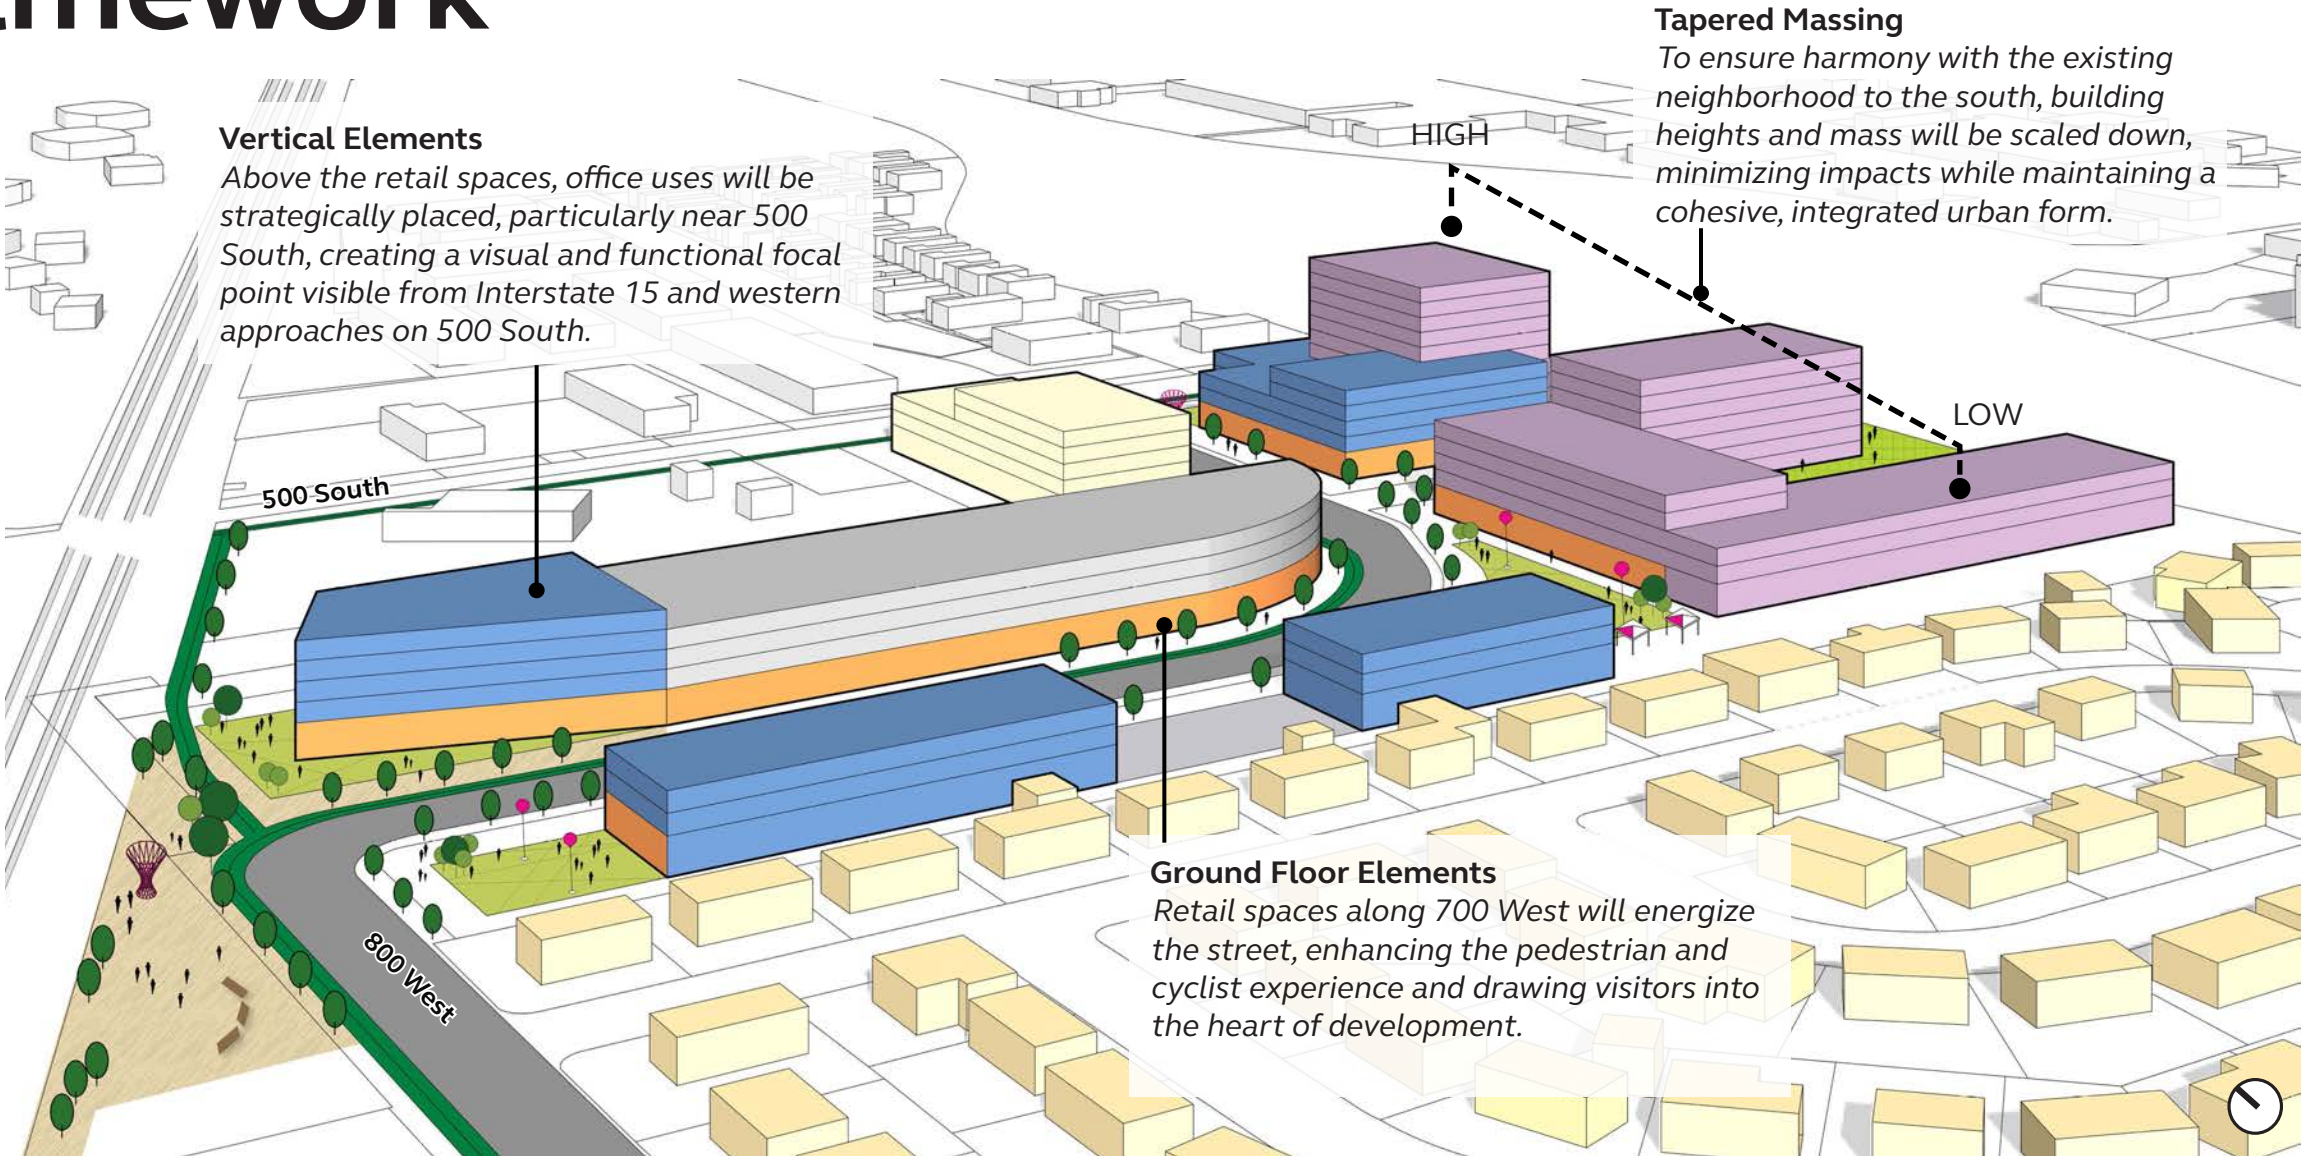 Tapered Massing
To ensure harmony with the existing
neighborhood to the south, building
heights and mass will be scaled down,
minimizing impacts while maintaining a
cohesive, integrated urban form.
HIGH
LOW
Vertical Elements
Above the retail spaces, office uses will be
strategically placed, particularly near 500
South, creating a visual and functional focal
point visible from Interstate 15 and western
approaches on 500 South.
500 South
800 West
Ground Floor Elements
Retail spaces along 700 West will energize
the street, enhancing the pedestrian and
cyclist experience and drawing visitors into
the heart of development.